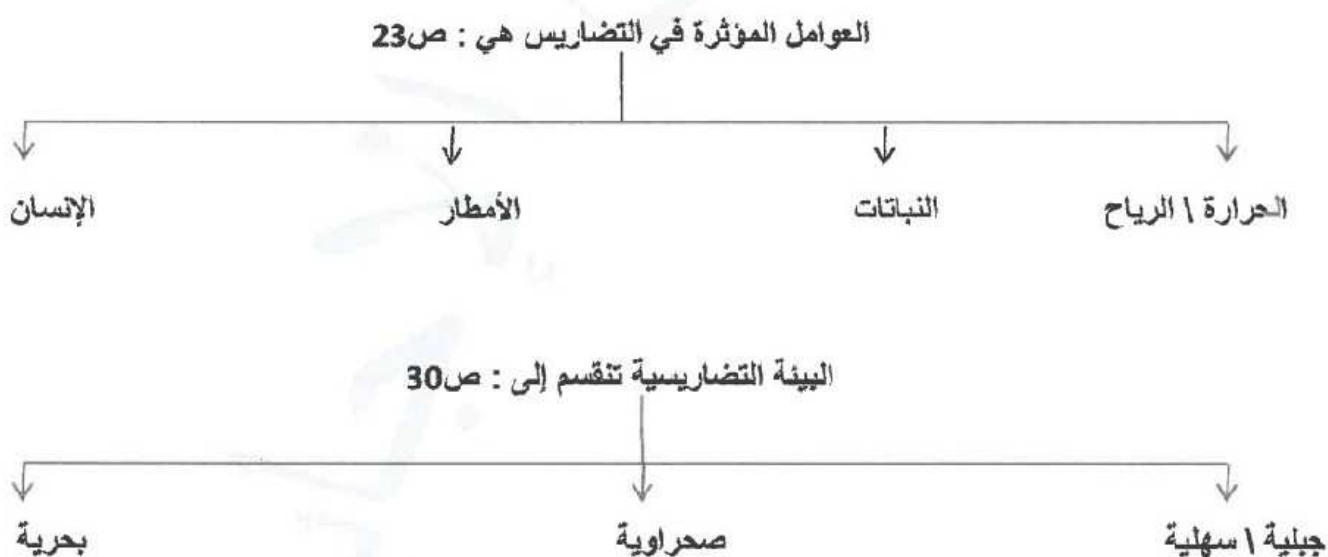 العوامل المؤثرة في التضاريس هي : ص23
الحرارة \ الرياح النباتات الأمطار الإنسان
البيئة التضاريسية تنقسم إلى : ص30
جبلية \ سهلية صحراوية بحرية